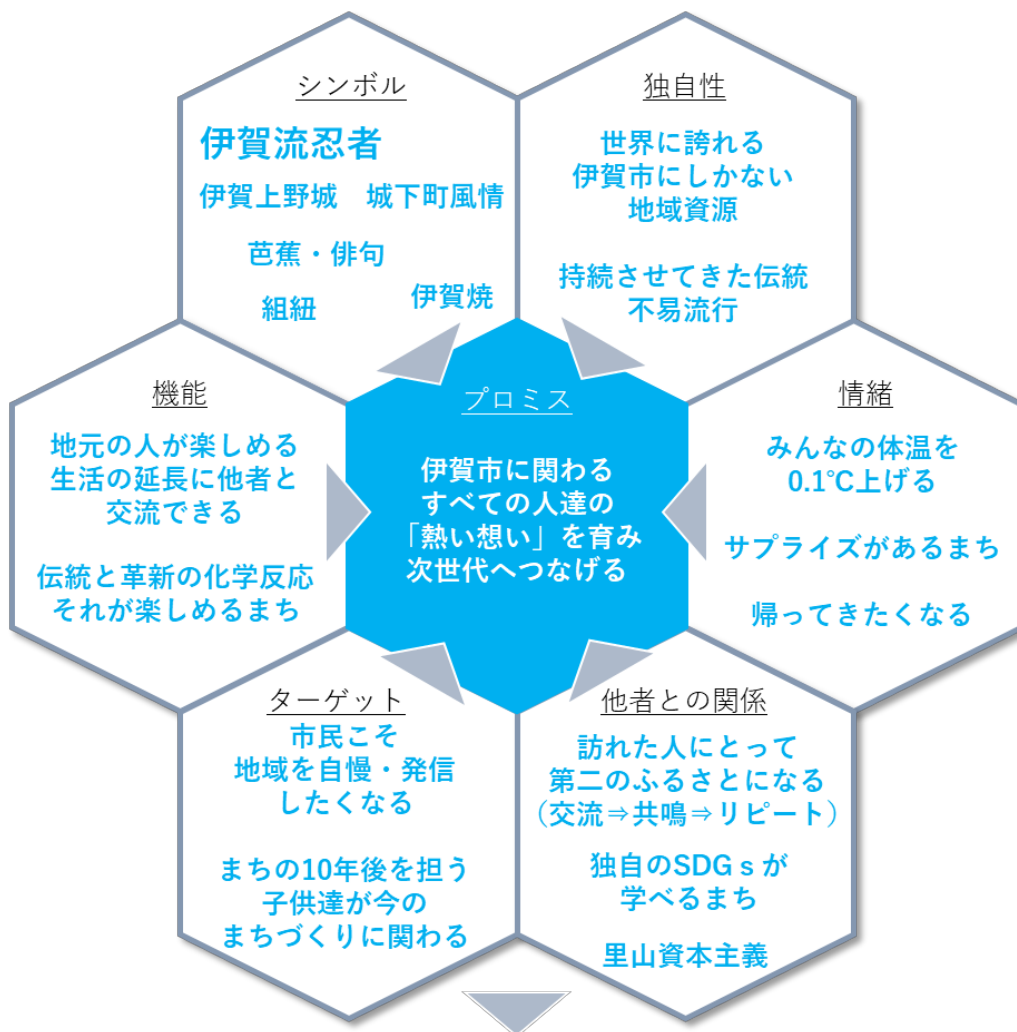 シンボル
伊賀流忍者
伊賀上野城　城下町風情
芭蕉・俳句
組紐
伊賀焼
独自性
世界に誇れる
伊賀市にしかない
地域資源
持続させてきた伝統
不易流行
機能
地元の人が楽しめる
生活の延長に他者と
交流できる
伝統と革新の化学反応
それが楽しめるまち
プロミス
伊賀市に関わる
すべての人達の
「熱い想い」を育み
次世代へつなげる
情緒
みんなの体温を
0.1℃上げる
サプライズがあるまち
帰ってきたくなる
ターゲット
市民こそ
地域を自慢・発信
したくなる
まちの10年後を担う
子供達が今の
まちづくりに関わる
他者との関係
訪れた人にとって
第二のふるさとになる
（交流⇒共鳴⇒リピート）
独自のSDGｓが
学べるまち
里山資本主義